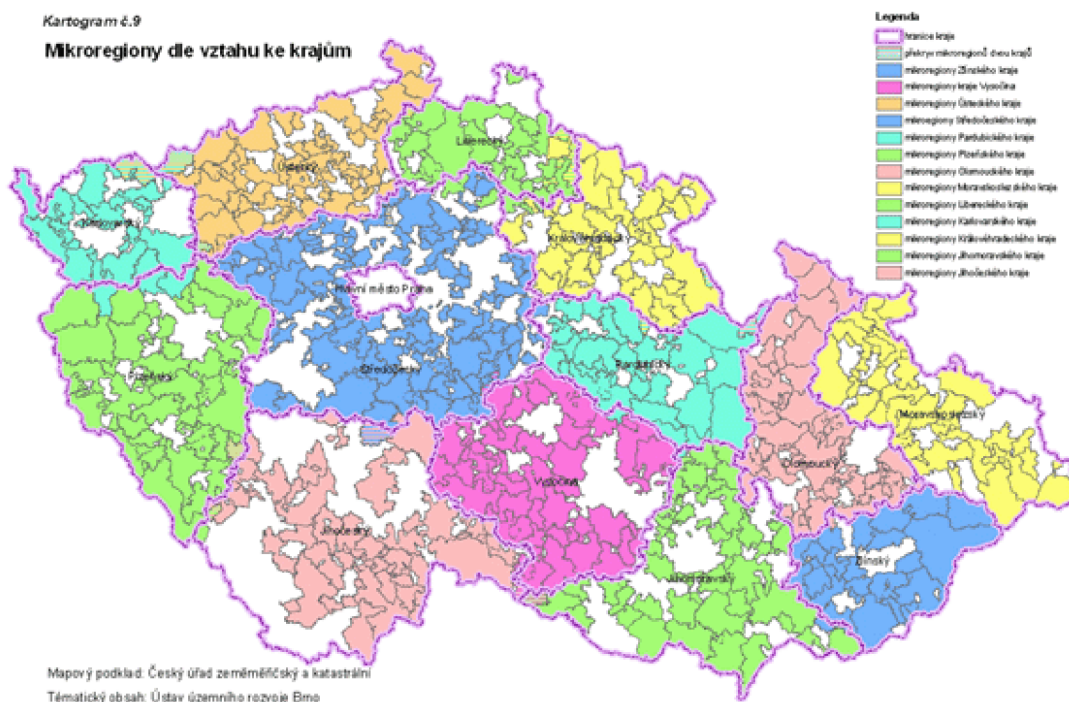 Kartogram č.9
Mikroregiony dle vztahu ke krajům
Legenda
hranice kraje
překryv mikroregionů dvou krajů
mikroregiony Zlínského kraje
mikroregiony kraje Vysočina
mikroregiony Ústeckého kraje
mikroregiony Středočeského kraje
mikroregiony Pardubického kraje
mikroregiony Plzeňského kraje
mikroregiony Olomouckého kraje
mikroregiony Moravskoslezského kraje
mikroregiony Libereckého kraje
mikroregiony Karlovarského kraje
mikroregiony Královéhradeckého kraje
mikroregiony Jihomoravského kraje
mikroregiony Jihočeského kraje
Liberecký
Ústecký
Karlovarský
Královéhradecký
Hlavní město Praha
Středočeský
Plzeňský
Pardubický
Moravskoslezský
Olomoucký
Vysočina
Jihočeský
Zlínský
Jihomoravský
Mapový podklad: Český úřad zeměměřičský a katastrální
Tématický obsah: Ústav územního rozvoje Brno